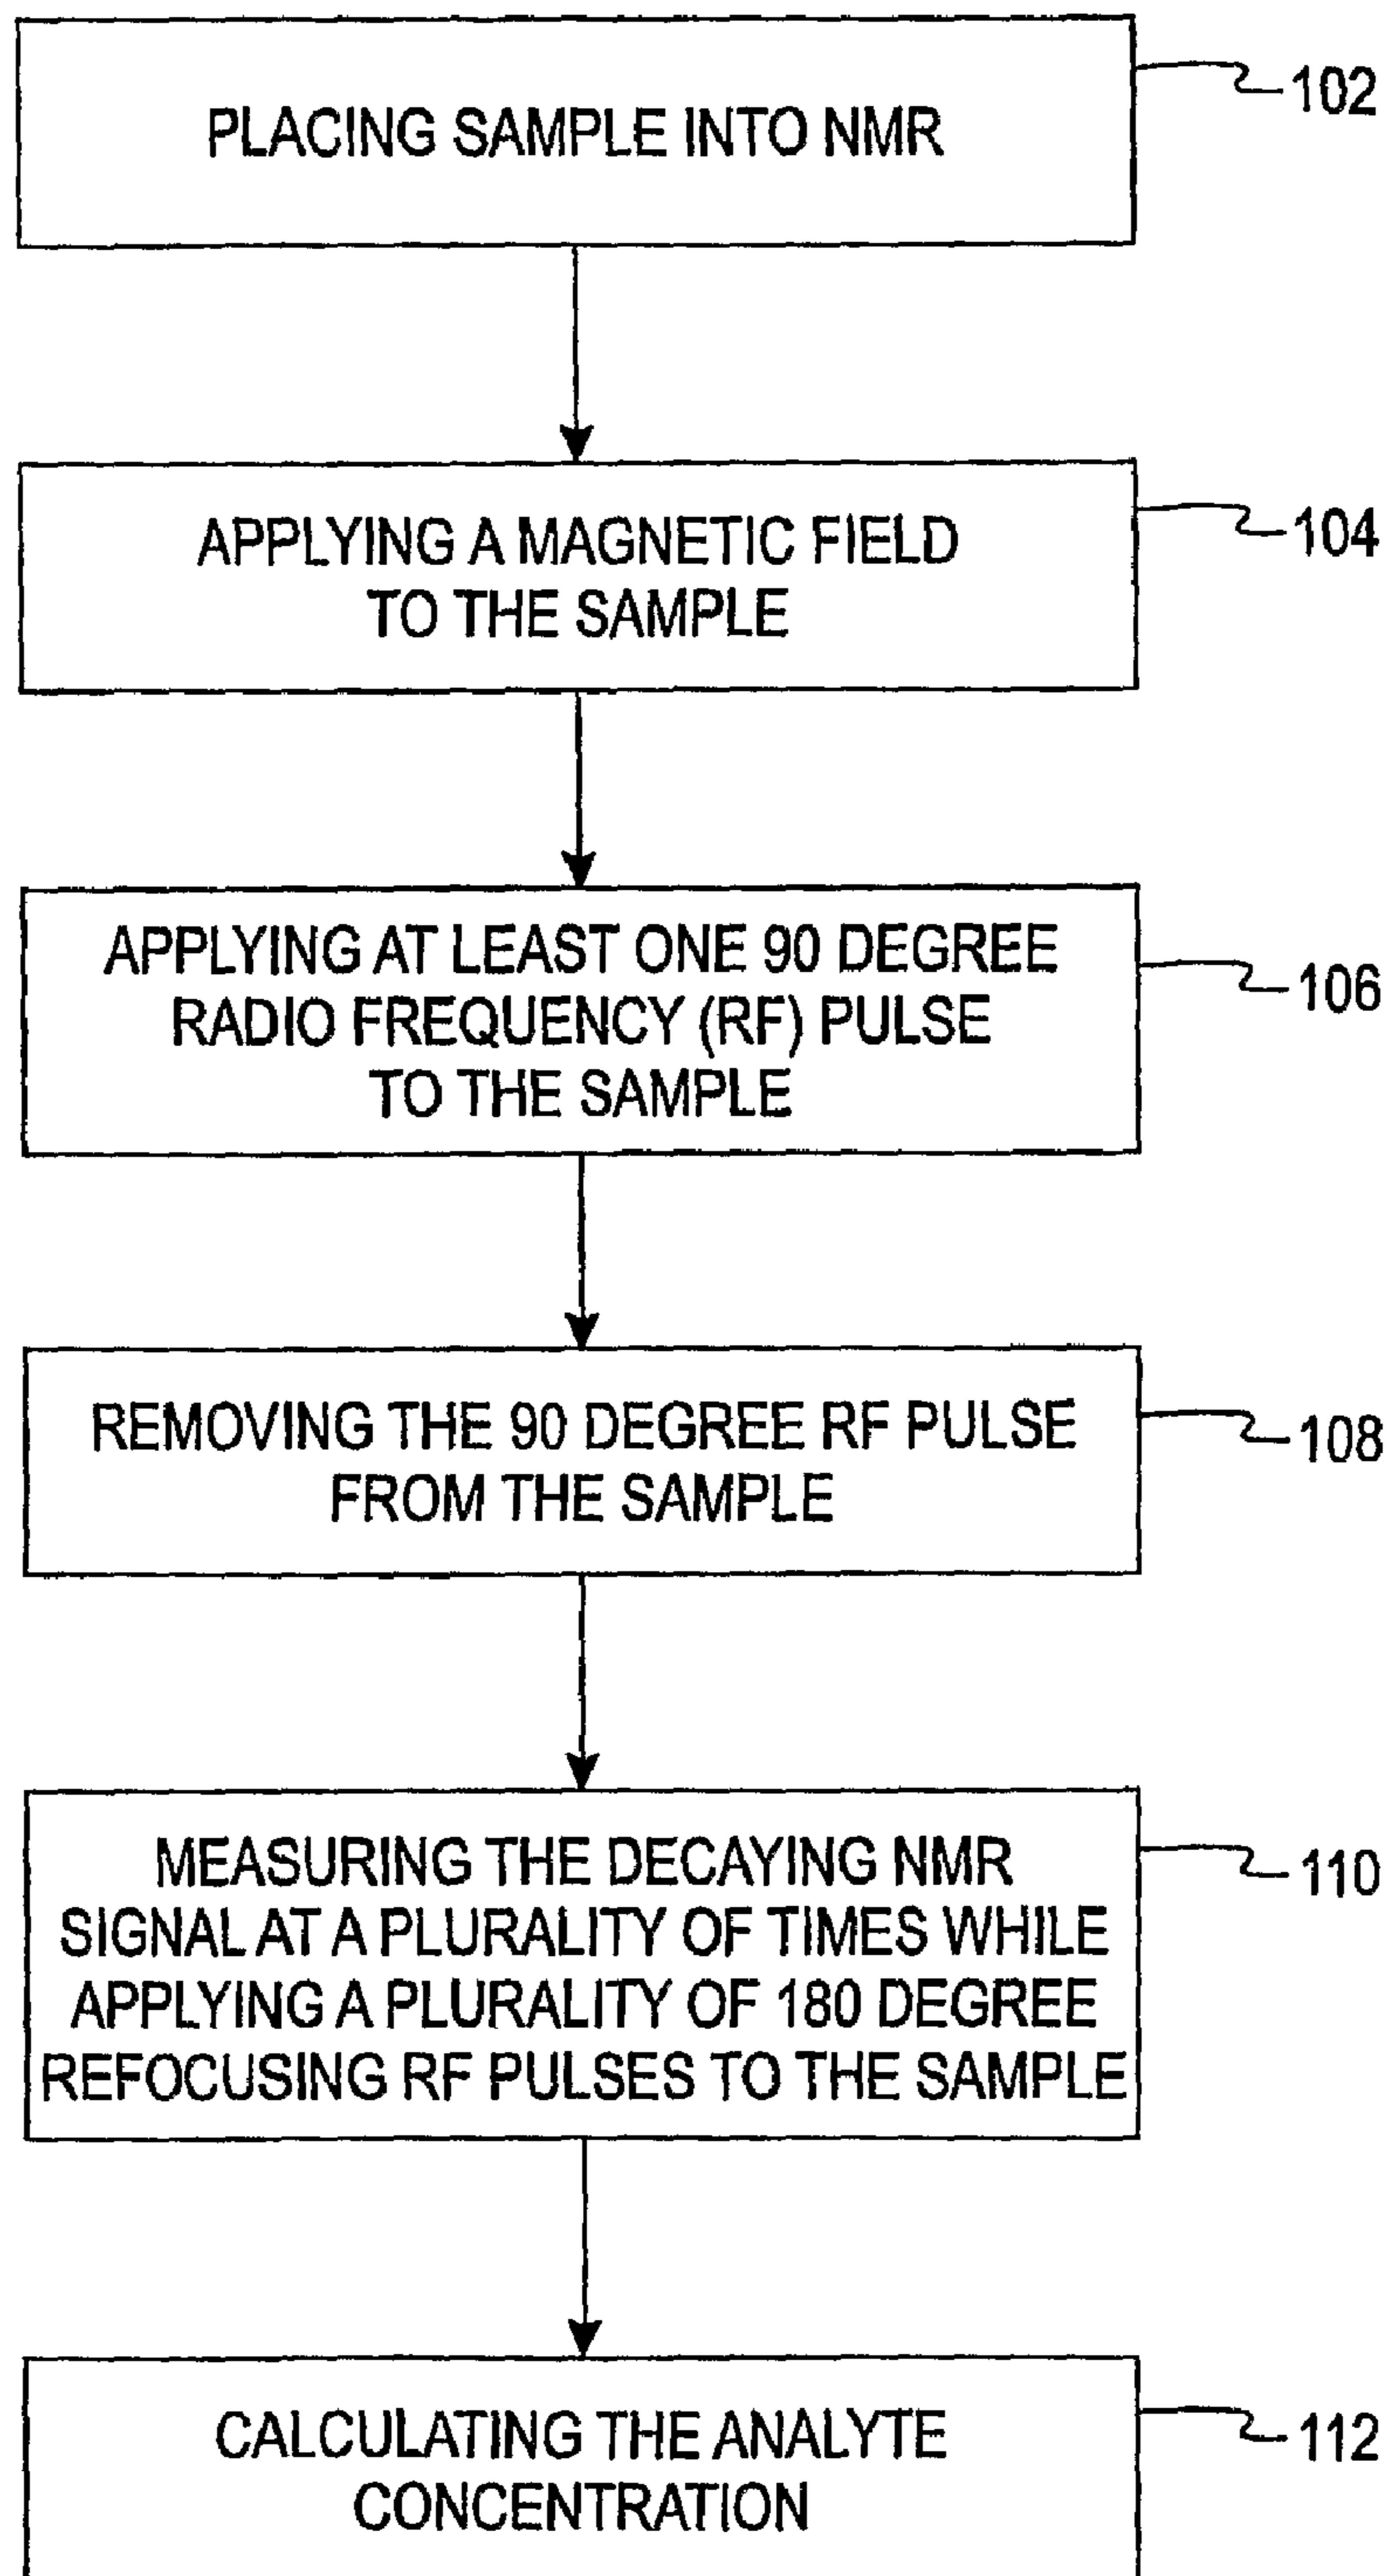 PLACING SAMPLE INTO NMR
102
APPLYING A MAGNETIC FIELD
TO THE SAMPLE
104
APPLYING AT LEAST ONE 90 DEGREE
RADIO FREQUENCY (RF) PULSE
TO THE SAMPLE
106
REMOVING THE 90 DEGREE RF PULSE
FROM THE SAMPLE
108
MEASURING THE DECAYING NMR
SIGNAL AT A PLURALITY OF TIMES WHILE
APPLYING A PLURALITY OF 180 DEGREE
REFOCUSING RF PULSES TO THE SAMPLE
110
CALCULATING THE ANALYTE
CONCENTRATION
112